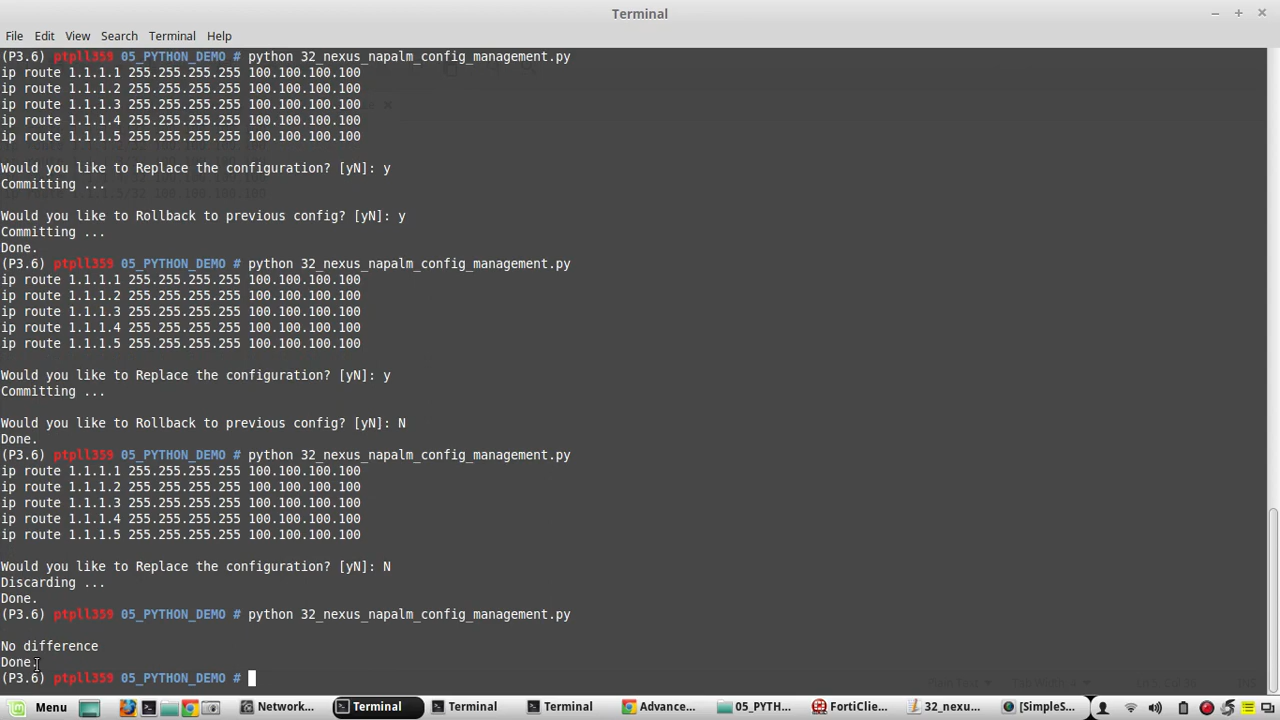 Terminal
File Edit View Search Terminal Help
(P3.6) ptpll359 05_PYTHON_DEMO # python 32_nexus_napalm_config_management.py
ip route 1.1.1.1 255.255.255.255 100.100.100.100
ip route 1.1.1.2 255.255.255.255 100.100.100.100
ip route 1.1.1.3 255.255.255.255 100.100.100.100
ip route 1.1.1.4 255.255.255.255 100.100.100.100
ip route 1.1.1.5 255.255.255.255 100.100.100.100
Would you like to Replace the configuration? [yN]: y
Committing ...
Would you like to Rollback to previous config? [yN]: y
Committing ...
Done.
(P3.6) ptpll359 05_PYTHON_DEMO # python 32_nexus_napalm_config_management.py
ip route 1.1.1.1 255.255.255.255 100.100.100.100
ip route 1.1.1.2 255.255.255.255 100.100.100.100
ip route 1.1.1.3 255.255.255.255 100.100.100.100
ip route 1.1.1.4 255.255.255.255 100.100.100.100
ip route 1.1.1.5 255.255.255.255 100.100.100.100
Would you like to Replace the configuration? [yN]: y
Committing ...
Would you like to Rollback to previous config? [yN]: N
Done.
(P3.6) ptpll359 05_PYTHON_DEMO # python 32_nexus_napalm_config_management.py
ip route 1.1.1.1 255.255.255.255 100.100.100.100
ip route 1.1.1.2 255.255.255.255 100.100.100.100
ip route 1.1.1.3 255.255.255.255 100.100.100.100
ip route 1.1.1.4 255.255.255.255 100.100.100.100
ip route 1.1.1.5 255.255.255.255 100.100.100.100
Would you like to Replace the configuration? [yN]: N
Discarding ...
Done.
(P3.6) ptpll359 05_PYTHON_DEMO # python 32_nexus_napalm_config_management.py
No difference
Done.
(P3.6) ptpll359 05_PYTHON_DEMO #
Menu Network... Terminal Terminal Terminal Advance... 05_PYTH... FortiClie... 32_nexu... [SimpleS...